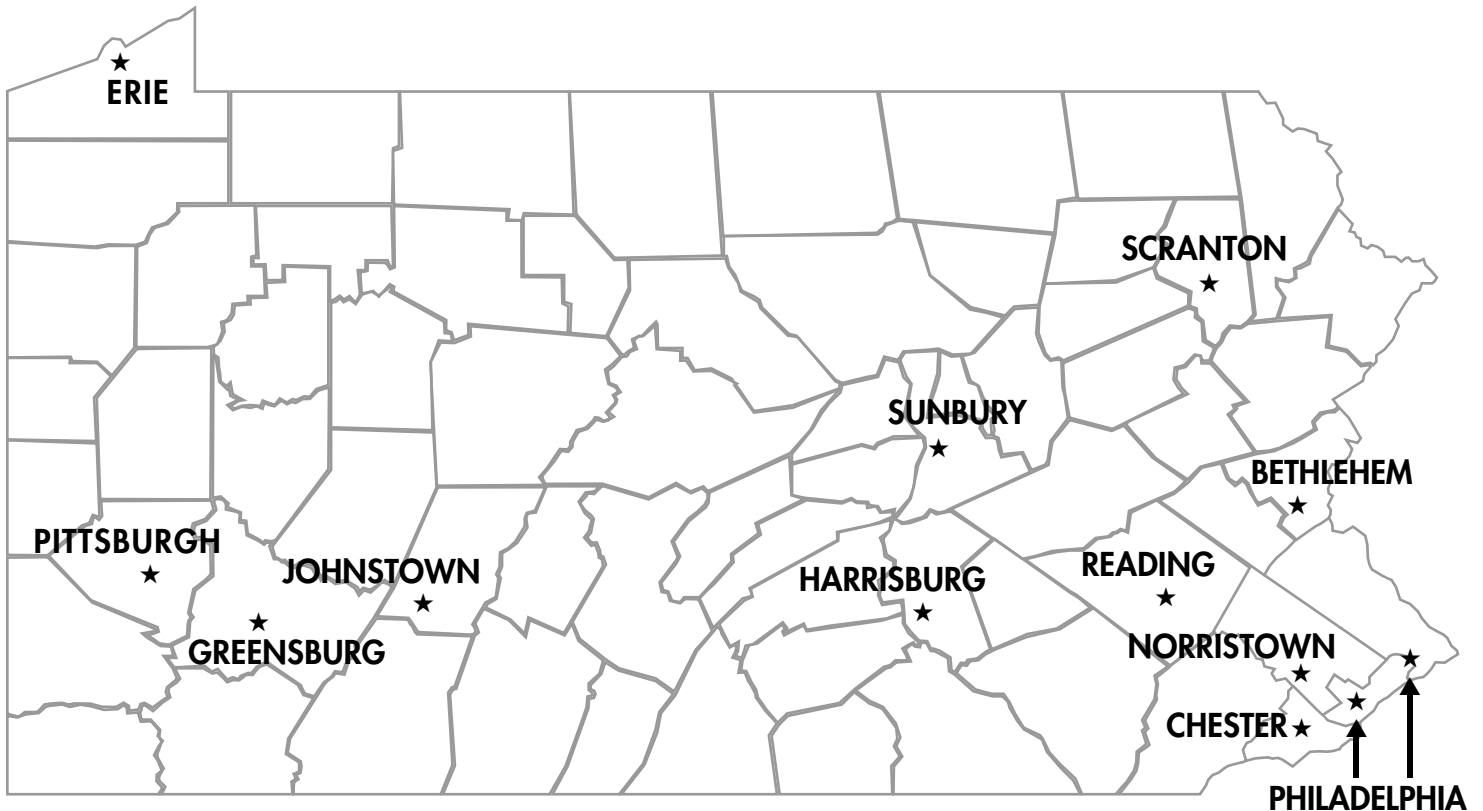 ERIE
SCRANTON
SUNBURY
BETHLEHEM
PITTSBURGH
JOHNSTOWN
HARRISBURG
READING
GREENSBURG
NORRISTOWN
CHESTER
PHILADELPHIA